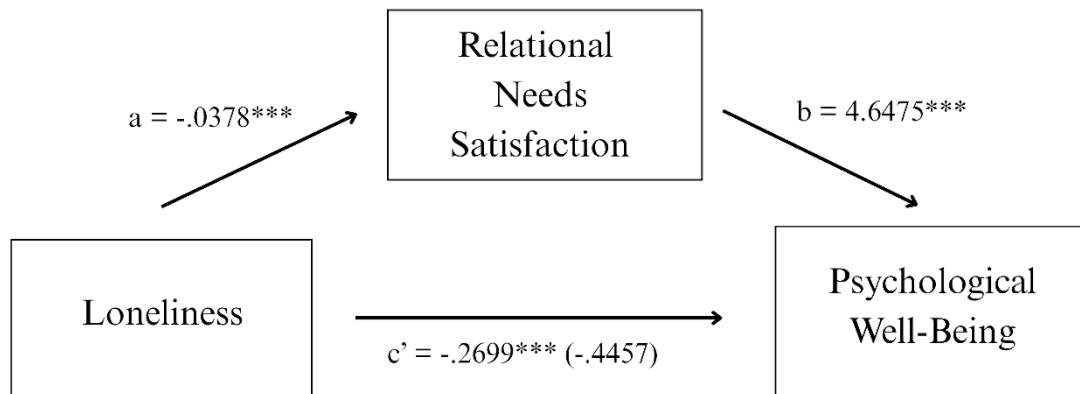 Relational
Needs
Satisfaction
a = -.0378***
b = 4.6475***
Loneliness
c’ = -.2699*** (-.4457)
Psychological
Well-Being